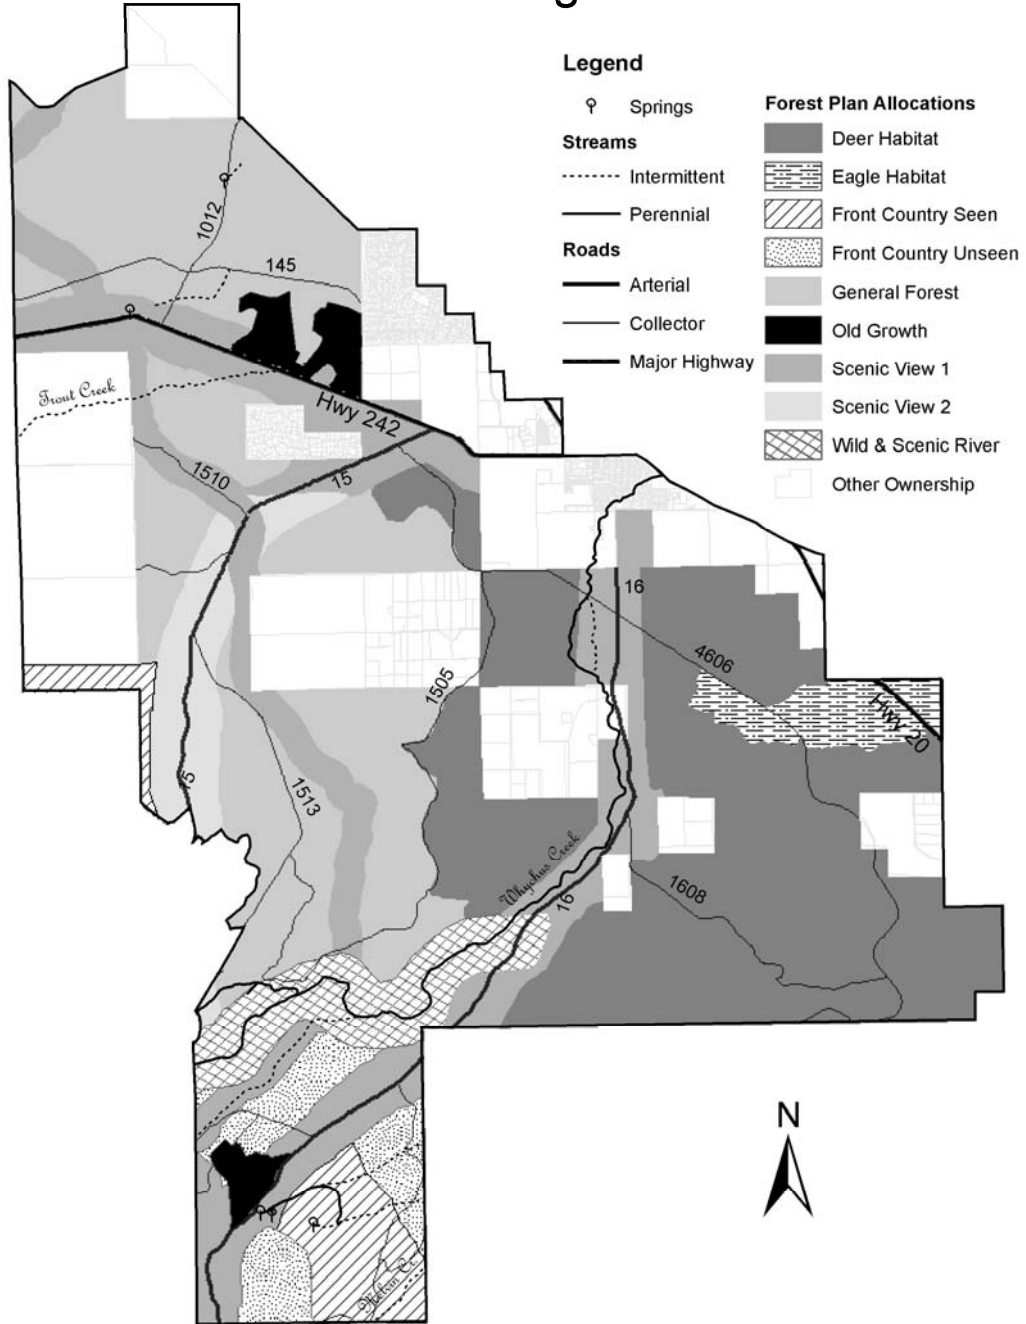 g
Legend
Springs
Streams
Intermittent
Perennial
Roads
Arterial
Collector
Major Highway
Forest Plan Allocations
Deer Habitat
Eagle Habitat
Front Country Seen
Front Country Unseen
General Forest
Old Growth
Scenic View 1
Scenic View 2
Wild & Scenic River
Other Ownership
1012
145
Trout Creek
Hwy 242
1510
15
16
4606
1505
Hwy 20
15
1513
Whychus Creek
16
1608
N
Melvin Cr.